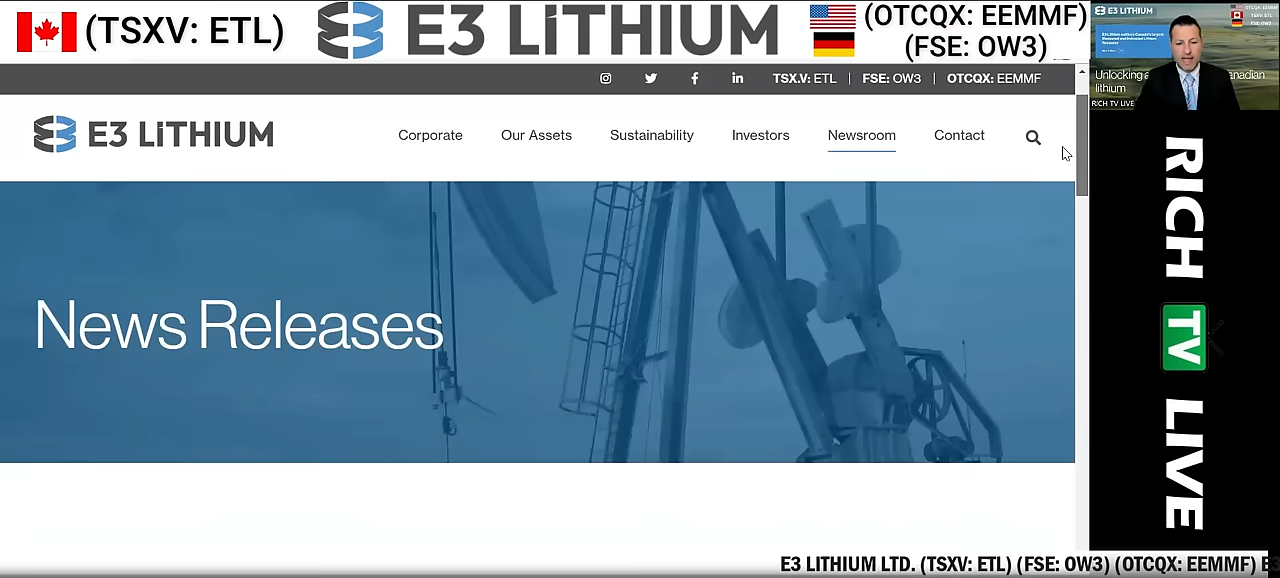 (TSXV: ETL)
E3 LiTHIUM
(OTCQX: EEMMF)
(FSE: OW3)
TSX.V: ETL | FSE: OW3 | OTCQX: EEMMF
E3 LiTHIUM
Corporate
Our Assets
Sustainability
Investors
Newsroom
Contact
News Releases
E3 LITHIUM
Unlocking
anadian
lithium
RICH TV LIVE
RICH TV LIVE
E3 LITHIUM LTD. (TSXV: ETL) (FSE: OW3) (OTCQX: EEMMF) E